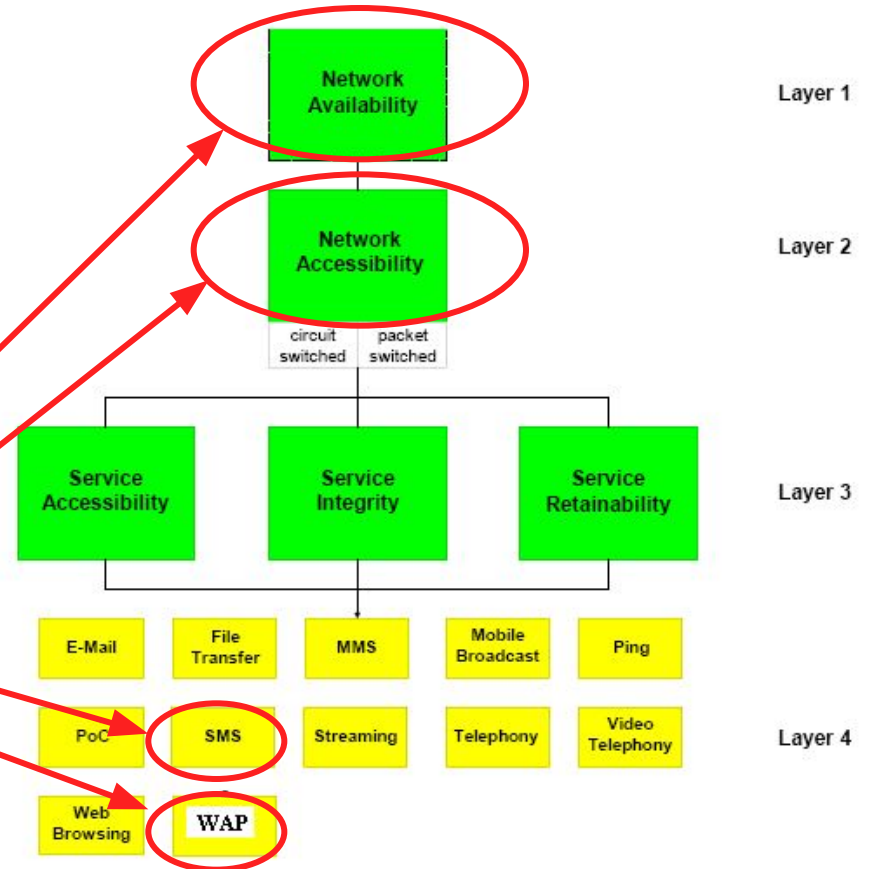 Network
Availability
Layer 1
Network
Accessibility
Layer 2
circuit
switched
packet
switched
Service
Accessibility
Service
Integrity
Service
Retainability
Layer 3
E-Mail
File
Transfer
MMS
Mobile
Broadcast
Ping
PoC
SMS
Streaming
Telephony
Video
Telephony
Layer 4
Web
Browsing
WAP